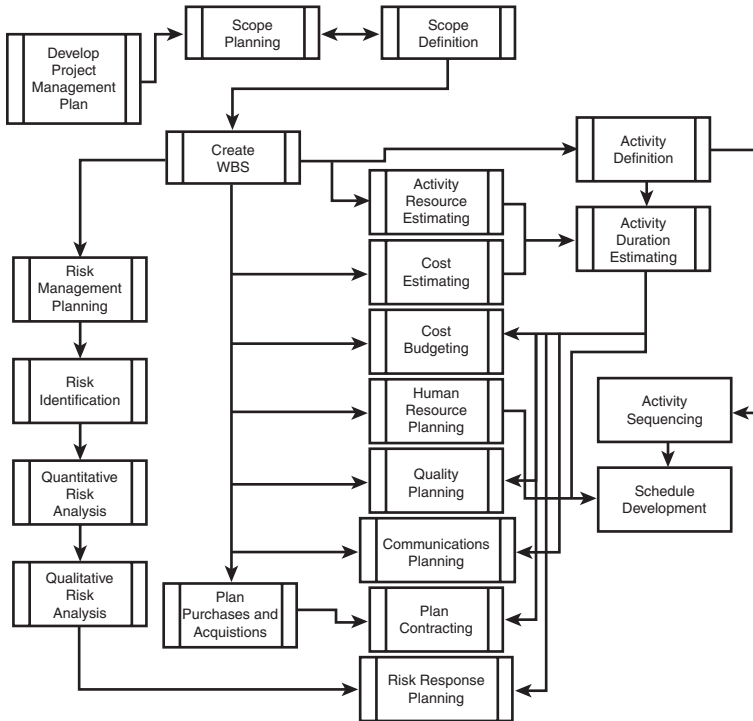 Develop
Project
Management
Plan
Scope
Planning
Scope
Definition
Create
WBS
Activity
Definition
Activity
Resource
Estimating
Activity
Duration
Estimating
Risk
Management
Planning
Cost
Estimating
Cost
Budgeting
Risk
Identification
Human
Resource
Planning
Activity
Sequencing
Quantitative
Risk
Analysis
Quality
Planning
Schedule
Development
Communications
Planning
Qualitative
Risk
Analysis
Plan
Purchases and
Acquistions
Plan
Contracting
Risk Response
Planning